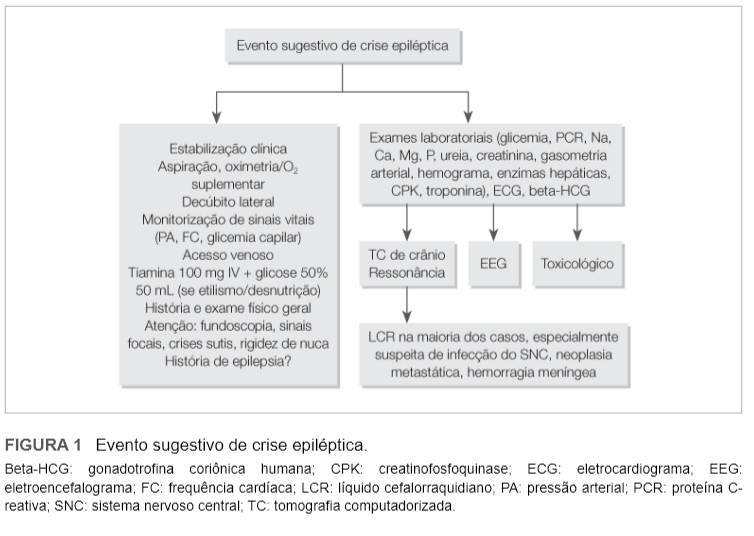 Evento sugestivo de crise epiléptica
Estabilização clínica
Aspiração, oximetria/O₂
suplementar
Decúbito lateral
Monitorização de sinais vitais
(PA, FC, glicemia capilar)
Acesso venoso
Tiamina 100 mg IV + glicose 50%
50 mL (se etilismo/desnutrição)
História e exame físico geral
Atenção: fundoscopia, sinais
focais, crises sutis, rigidez de nuca
História de epilepsia?
Exames laboratoriais (glicemia, PCR, Na,
Ca, Mg, P, ureia, creatinina, gasometria
arterial, hemograma, enzimas hepáticas,
CPK, troponina), ECG, beta-HCG
TC de crânio
Ressonância
EEG
Toxicológico
LCR na maioria dos casos, especialmente
suspeita de infecção do SNC, neoplasia
metastática, hemorragia meníngea
FIGURA 1 Evento sugestivo de crise epiléptica.
Beta-HCG: gonadotrofina coriônica humana; CPK: creatinofosfoquinase; ECG: eletrocardiograma; EEG:
eletroencefalograma; FC: frequência cardíaca; LCR: líquido cefalorraquidiano; PA: pressão arterial; PCR: proteína C-
reativa; SNC: sistema nervoso central; TC: tomografia computadorizada.